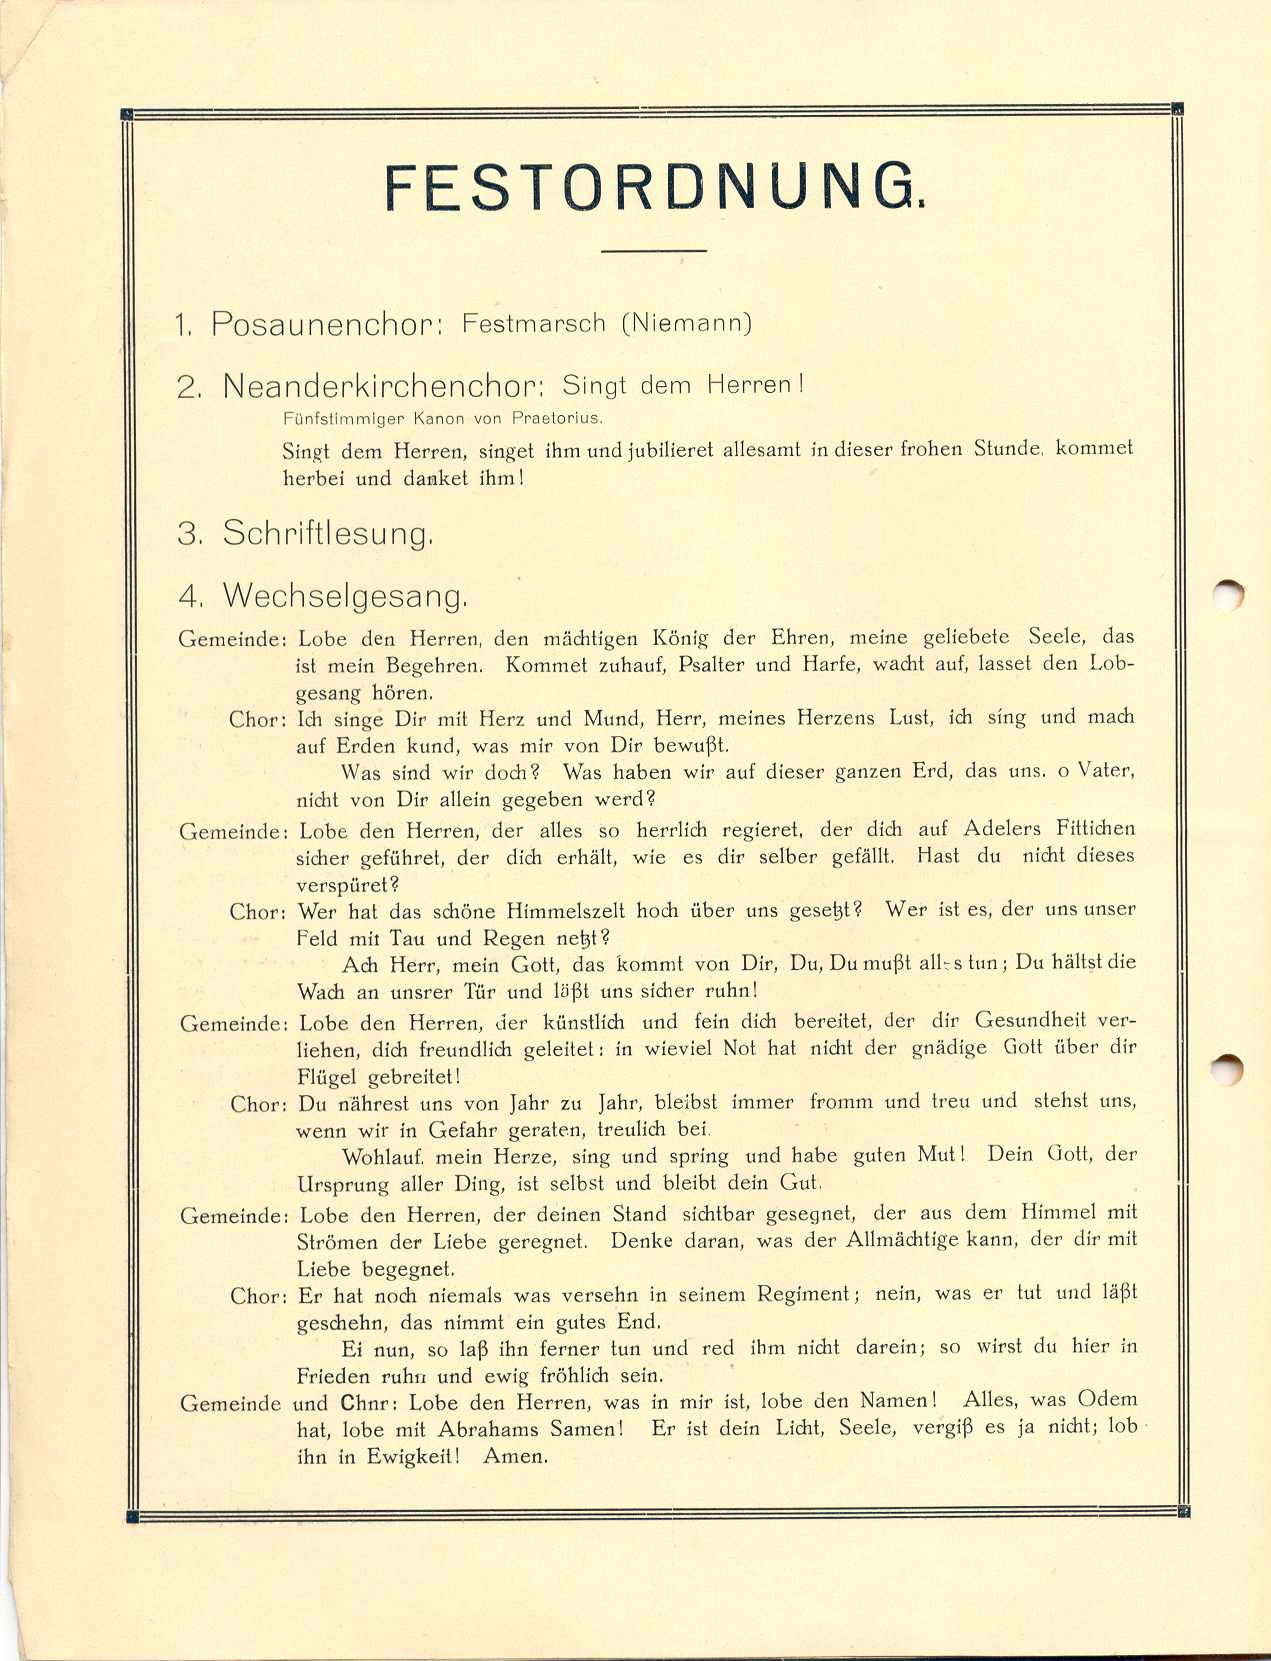 FESTORDNUNG.
1. Posaunenchor: Festmarsch (Niemann)
2. Neanderkirchenchor: Singt dem Herren!
Fünfstimmiger Kanon von Praetorius.
Singt dem Herren, singet ihm und jubilieret allesamt in dieser frohen Stunde, kommet
herbei und danket ihm!
3. Schriftlesung.
4. Wechselgesang.
Gemeinde: Lobe den Herren, den mächtigen König der Ehren, meine geliebete Seele, das
ist mein Begehren. Kommet zuhauf, Psalter und Harfe, wacht auf, lasset den Lob-
gesang hören.
Chor: Ich singe Dir mit Herz und Mund, Herr, meines Herzens Lust, ich sing und mach
auf Erden kund, was mir von Dir bewußt.
Was sind wir doch? Was haben wir auf dieser ganzen Erd, das uns. o Vater,
nicht von Dir allein gegeben werd?
Gemeinde: Lobe den Herren, der alles so herrlich regieret, der dich auf Adelers Fittichen
sicher geführet, der dich erhält, wie es dir selber gefällt. Hast du nicht dieses
verspüret?
Chor: Wer hat das schöne Himmelszelt hoch über uns gesetzt? Wer ist es, der uns unser
Feld mit Tau und Regen netzt?
Ach Herr, mein Gott, das kommt von Dir, Du, Du mußt alles tun; Du hältst die
Wach an unsrer Tür und läßt uns sicher ruhn!
Gemeinde: Lobe den Herren, der künstlich und fein dich bereitet, der dir Gesundheit ver-
liehen, dich freundlich geleitet: in wieviel Not hat nicht der gnädige Gott über dir
Flügel gebreitet!
Chor: Du nährest uns von Jahr zu Jahr, bleibst immer fromm und treu und stehst uns,
wenn wir in Gefahr geraten, treulich bei.
Wohlauf. mein Herze, sing und spring und habe guten Mut! Dein Gott, der
Ursprung aller Ding, ist selbst und bleibt dein Gut.
Gemeinde: Lobe den Herren, der deinen Stand sichtbar gesegnet, der aus dem Himmel mit
Strömen der Liebe geregnet. Denke daran, was der Allmächtige kann, der dir mit
Liebe begegnet.
Chor: Er hat noch niemals was versehn in seinem Regiment; nein, was er tut und läßt
geschehn, das nimmt ein gutes End.
Ei nun, so laß ihn ferner tun und red ihm nicht darein; so wirst du hier in
Frieden ruhn und ewig fröhlich sein.
Gemeinde und Chnr: Lobe den Herren, was in mir ist, lobe den Namen! Alles, was Odem
hat, lobe mit Abrahams Samen! Er ist dein Licht, Seele, vergiß es ja nicht; lob
ihn in Ewigkeit! Amen.